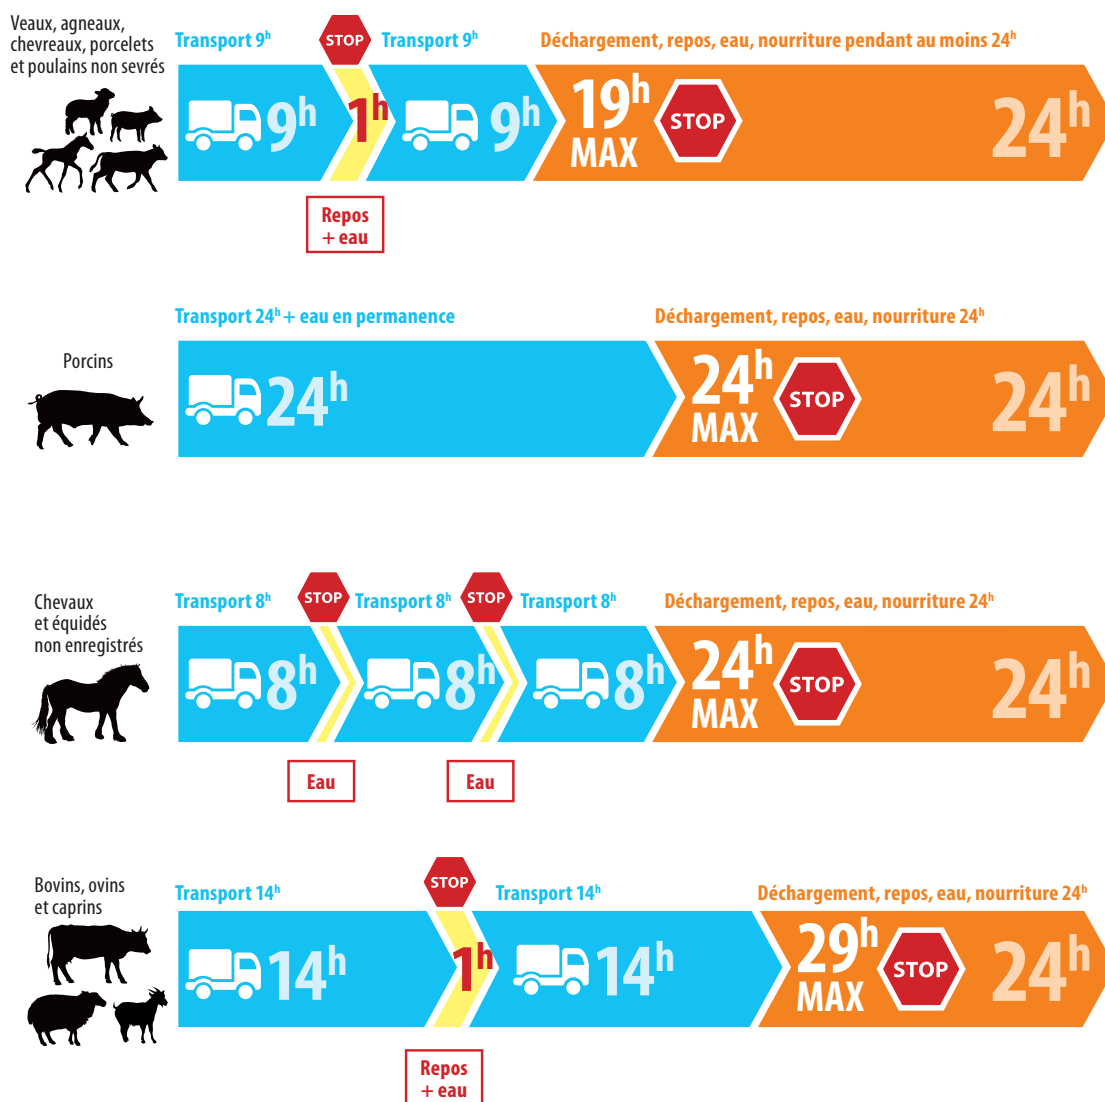 Veaux, agneaux,
chevreaux, porcelets
et poulains non sevrés
Transport 9h
STOP
Transport 9h
Déchargement, repos, eau, nourriture pendant au moins 24h
9h
1h
9h
19h
MAX
STOP
24h
Repos
+ eau
Porcins
Transport 24h + eau en permanence
Déchargement, repos, eau, nourriture 24h
24h
24h
MAX
STOP
24h
Chevaux
et équidés
non enregistrés
Transport 8h
STOP
Transport 8h
STOP
Transport 8h
Déchargement, repos, eau, nourriture 24h
8h
8h
8h
24h
MAX
STOP
24h
Eau
Eau
Bovins, ovins
et caprins
Transport 14h
STOP
Transport 14h
Déchargement, repos, eau, nourriture 24h
14h
1h
14h
29h
MAX
STOP
24h
Repos
+ eau